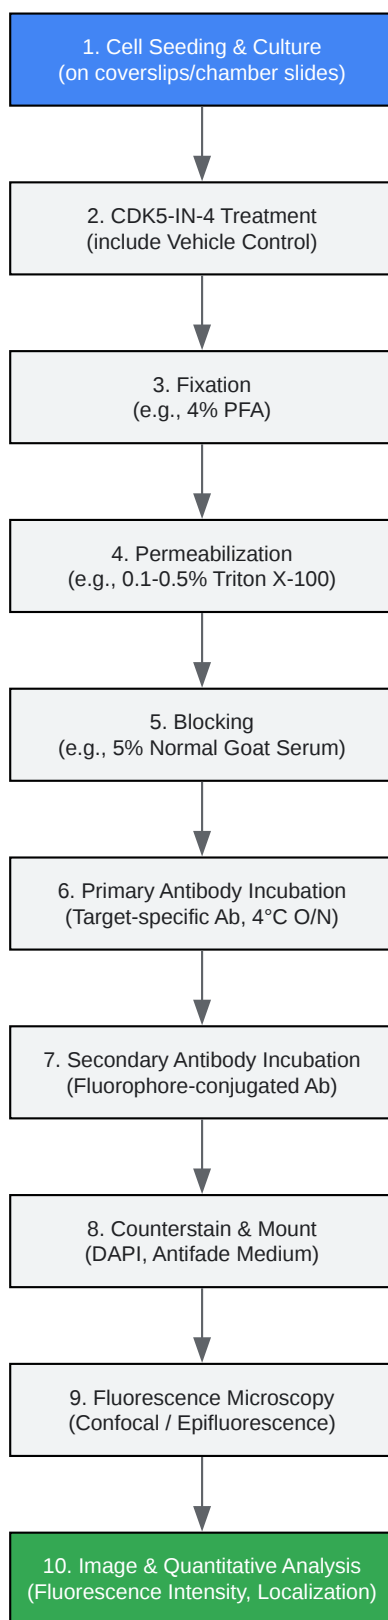 1. Cell Seeding & Culture
(on coverslips/chamber slides)
2. CDK5-IN-4 Treatment
(include Vehicle Control)
3. Fixation
(e.g., 4% PFA)
4. Permeabilization
(e.g., 0.1-0.5% Triton X-100)
5. Blocking
(e.g., 5% Normal Goat Serum)
6. Primary Antibody Incubation
(Target-specific Ab, 4°C O/N)
7. Secondary Antibody Incubation
(Fluorophore-conjugated Ab)
8. Counterstain & Mount
(DAPI, Antifade Medium)
9. Fluorescence Microscopy
(Confocal / Epifluorescence)
10. Image & Quantitative Analysis
(Fluorescence Intensity, Localization)